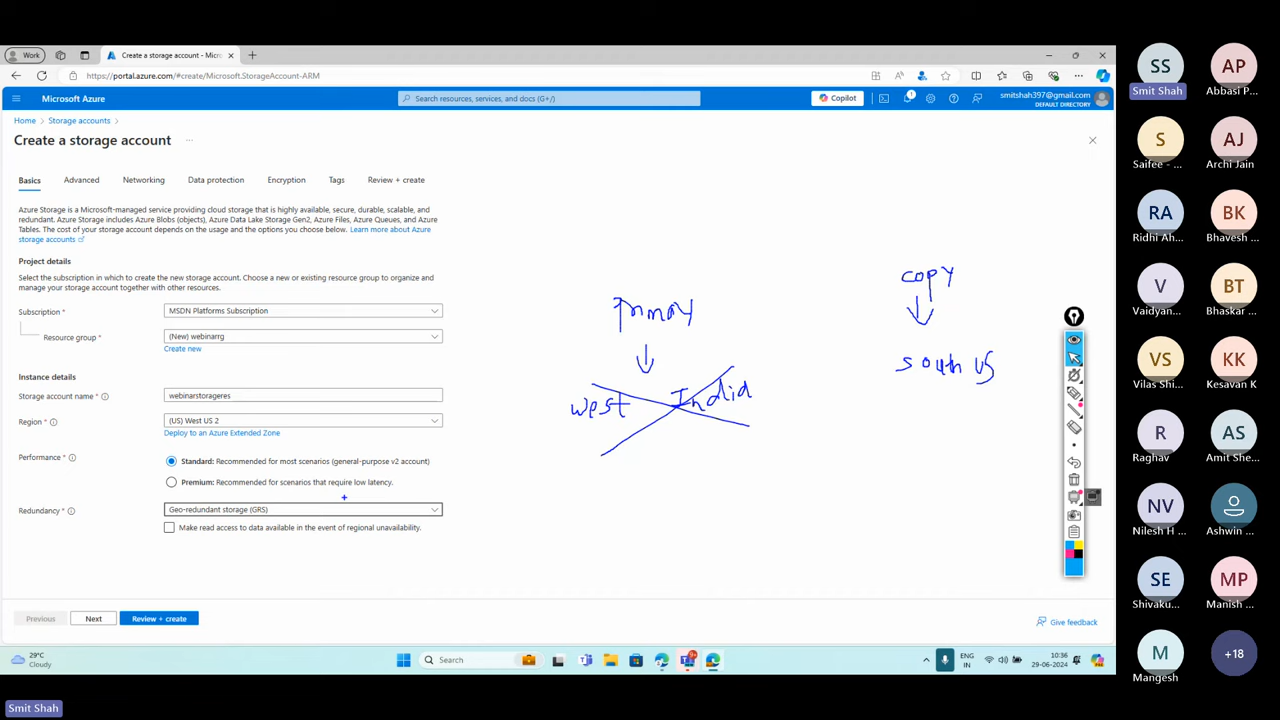 Work
Create a storage account - Micr
https://portal.azure.com/#create/Microsoft.StorageAccount-ARM
Microsoft Azure
Search resources, services, and docs (G+/)
Copilot
1
smitshah397@gmail.com
DEFAULT DIRECTORY
Home > Storage accounts >
Create a storage account ...
Basics Advanced Networking Data protection Encryption Tags Review + create
Azure Storage is a Microsoft-managed service providing cloud storage that is highly available, secure, durable, scalable, and
redundant. Azure Storage includes Azure Blobs (objects), Azure Data Lake Storage Gen2, Azure Files, Azure Queues, and Azure
Tables. The cost of your storage account depends on the usage and the options you choose below. Learn more about Azure
storage accounts
Project details
Select the subscription in which to create the new storage account. Choose a new or existing resource group to organize and
manage your storage account together with other resources.
Subscription *
MSDN Platforms Subscription
Resource group *
(New) webinarrg
Create new
Instance details
Storage account name *
webinarstorageres
Region *
(US) West US 2
Deploy to an Azure Extended Zone
Performance *
Standard: Recommended for most scenarios (general-purpose v2 account)
Premium: Recommended for scenarios that require low latency.
Redundancy *
Geo-redundant storage (GRS)
Make read access to data available in the event of regional unavailability.
Previous
Next
Review + create
Give feedback
copy
south US
west India
29°C
Cloudy
Search
9+
ENG
IN
10:36
29-06-2024
SS
Smit Shah
AP
Abbasi P...
S
Saifee - ...
AJ
Archi Jain
RA
Ridhi Ah...
BK
Bhavesh ...
V
Vaidyan...
BT
Bhaskar ...
VS
Vilas Shi...
KK
Kesavan K
R
Raghav
AS
Amit She...
NV
Nilesh H ...
Ashwin ...
SE
Shivaku...
MP
Manish ...
M
Mangesh
+18
Smit Shah